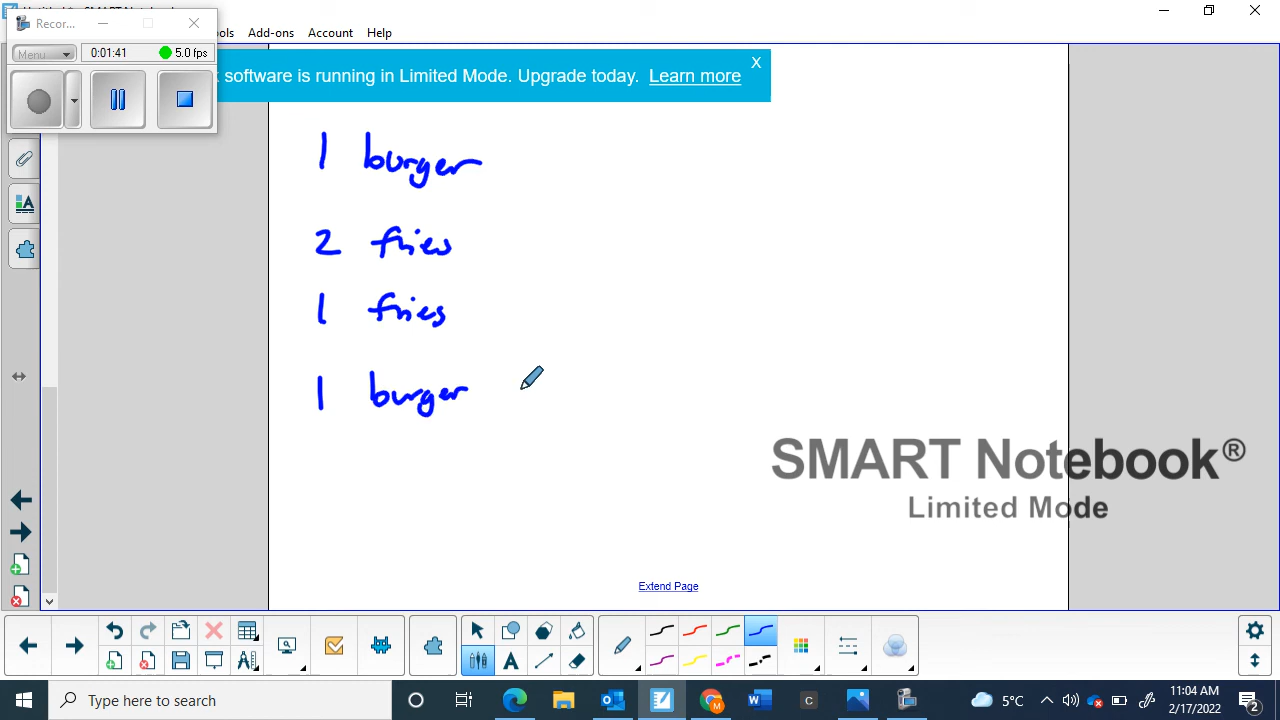 Recor...
Menu
0:01:41
5.0 fps
ols Add-ons Account Help
software is running in Limited Mode. Upgrade today. Learn more X
1 burger
2 fries
1 fries
1 burger
SMART Notebook®
Limited Mode
Extend Page
A
Type here to search
5°C
11:04 AM
2/17/2022
2